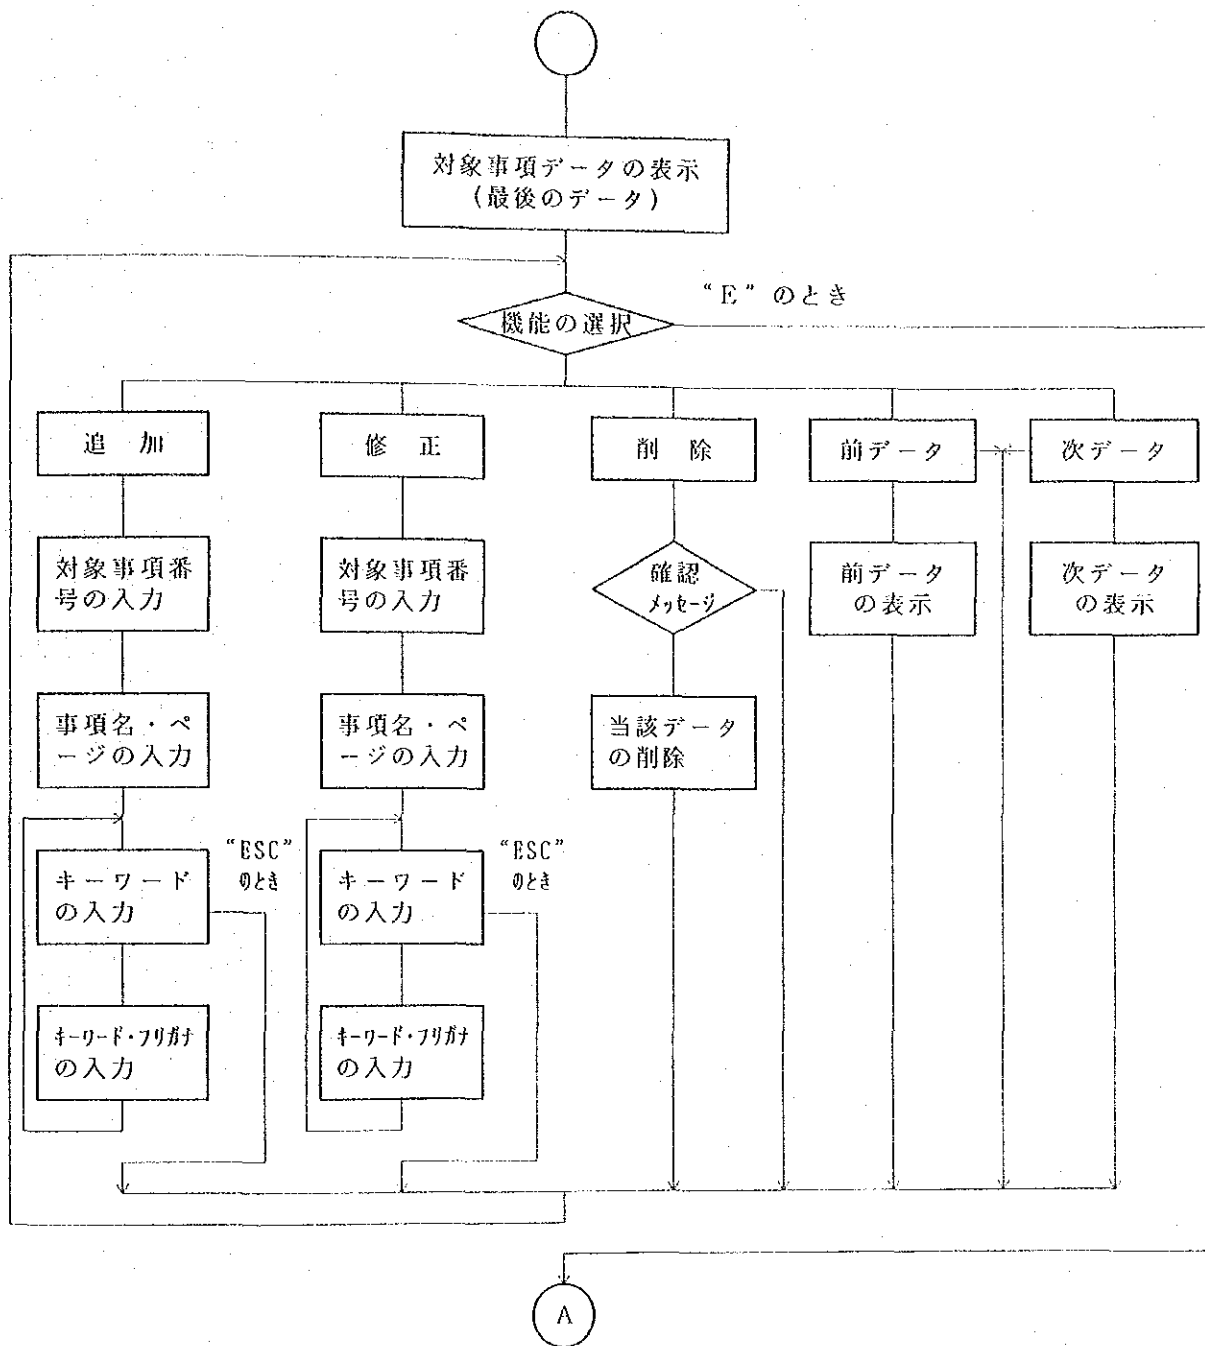 対象事項データの表示
(最後のデータ)
“E”のとき
機能の選択
追 加
修 正
削 除
前データ
次データ
対象事項番
号の入力
対象事項番
号の入力
確認
メッセージ
前データ
の表示
次データ
の表示
事項名・ペ
ージの入力
事項名・ペ
ージの入力
当該データ
の削除
“ESC”
のとき
“ESC”
のとき
キーワード
の入力
キーワード
の入力
キーワード・フリガナ
の入力
キーワード・フリガナ
の入力
A